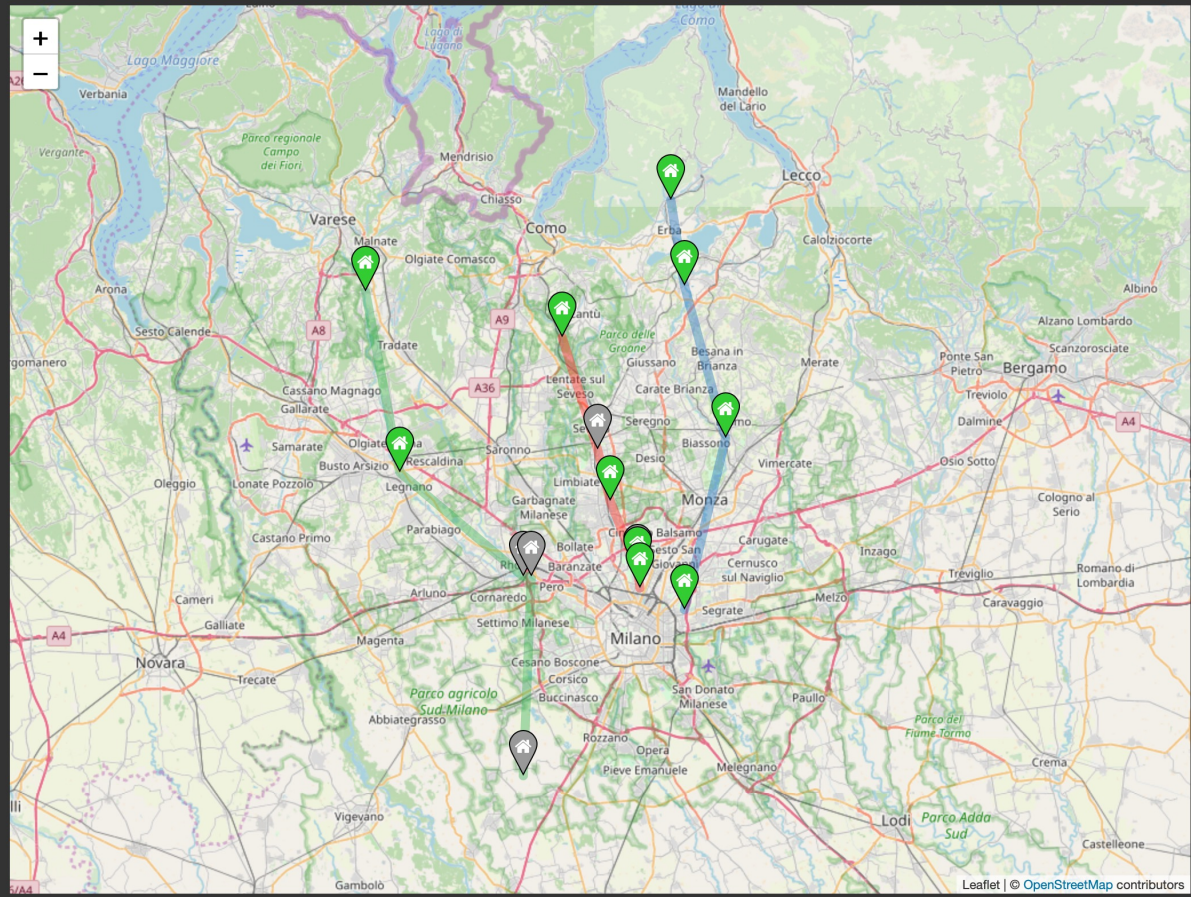 +
−
Lago Maggiore
Lago di
Lugano
Lago di
Como
Verbania
Mandello
del Lario
Parco regionale
Campo
dei Fiori
Vergante
Mendrisio
Lecco
Chiasso
Varese
Como
Erba
Malnate
Olgiate Comasco
Calolziocorte
Arona
Albino
Sesto Calende
A8
A9
Alzano Lombardo
Parco delle
Groane
Tradate
Scanzorosciate
Giussano
Besana in
Brianza
Merate
Ponte San
Pietro
Bergamo
Lentate sul
Seveso
Carate Brianza
Cassano Magnago
A36
Treviolo
Gallarate
Dalmine
A4
Seregno
Samarate
Biassono
Saronno
Desio
Rescaldina
Busto Arsizio
Vimercate
Osio Sotto
Oleggio
Lonate Pozzolo
Legnano
Limbiate
Garbagnate
Milanese
Monza
Cologno al
Serio
Parabiago
Castano Primo
Bollate
Carugate
Inzago
Baranzate
Cernusco
sul Naviglio
Treviglio
Romano di
Lombardia
Pero
Arluno
Cornaredo
Cameri
Melzo
Caravaggio
Segrate
Galliate
Settimo Milanese
A4
Magenta
Milano
Novara
Cesano Boscone
Trecate
Corsico
Parco agricolo
Sud Milano
Buccinasco
San Donato
Milanese
Paullo
Abbiategrasso
Parco del
Fiume Tormo
Rozzano
Opera
Pieve Emanuele
Melegnano
Crema
Vigevano
Lodi
Parco Adda
Sud
Castelleone
Gambolò
Leaflet | © OpenStreetMap contributors